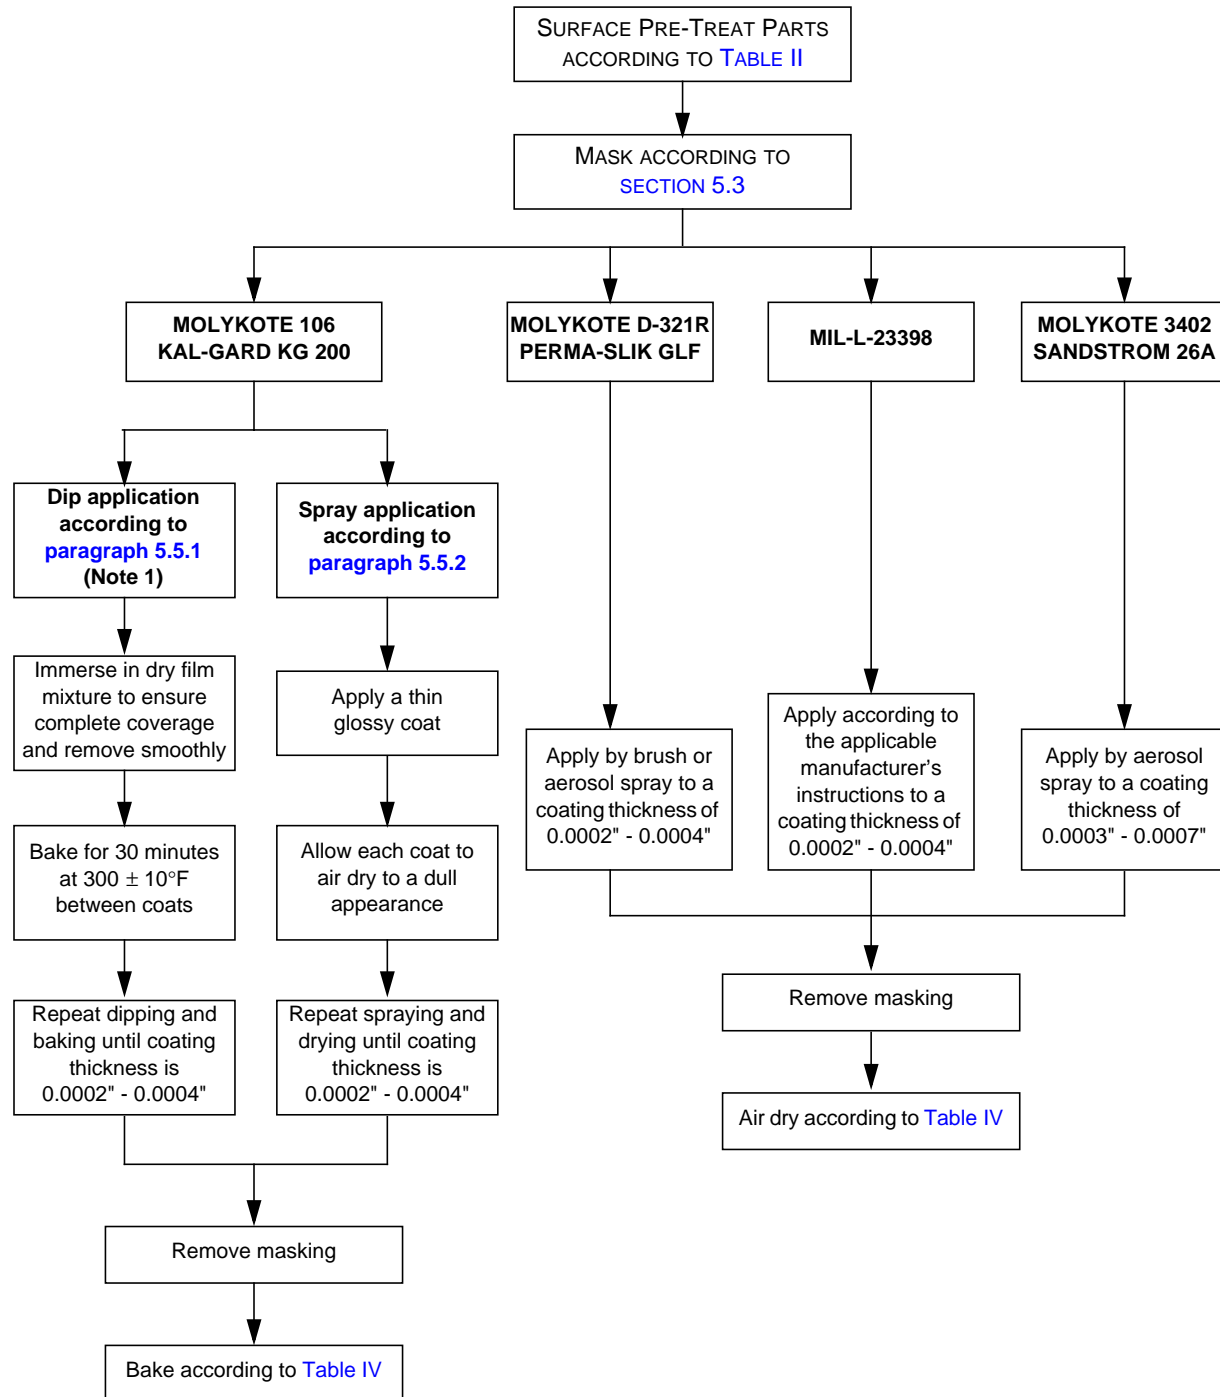 SURFACE PRE-TREAT PARTS
ACCORDING TO TABLE II
MASK ACCORDING TO
SECTION 5.3
MOLYKOTE 106
KAL-GARD KG 200
MOLYKOTE D-321R
PERMA-SLIK GLF
MIL-L-23398
MOLYKOTE 3402
SANDSTROM 26A
Dip application
according to
paragraph 5.5.1
(Note 1)
Spray application
according to
paragraph 5.5.2
Immerse in dry film
mixture to ensure
complete coverage
and remove smoothly
Apply a thin
glossy coat
Apply by brush or
aerosol spray to a
coating thickness of
0.0002" - 0.0004"
Apply according to
the applicable
manufacturer’s
instructions to a
coating thickness of
0.0002" - 0.0004"
Apply by aerosol
spray to a coating
thickness of
0.0003" - 0.0007"
Bake for 30 minutes
at 300 ± 10°F
between coats
Allow each coat to
air dry to a dull
appearance
Repeat dipping and
baking until coating
thickness is
0.0002" - 0.0004"
Repeat spraying and
drying until coating
thickness is
0.0002" - 0.0004"
Remove masking
Air dry according to Table IV
Remove masking
Bake according to Table IV